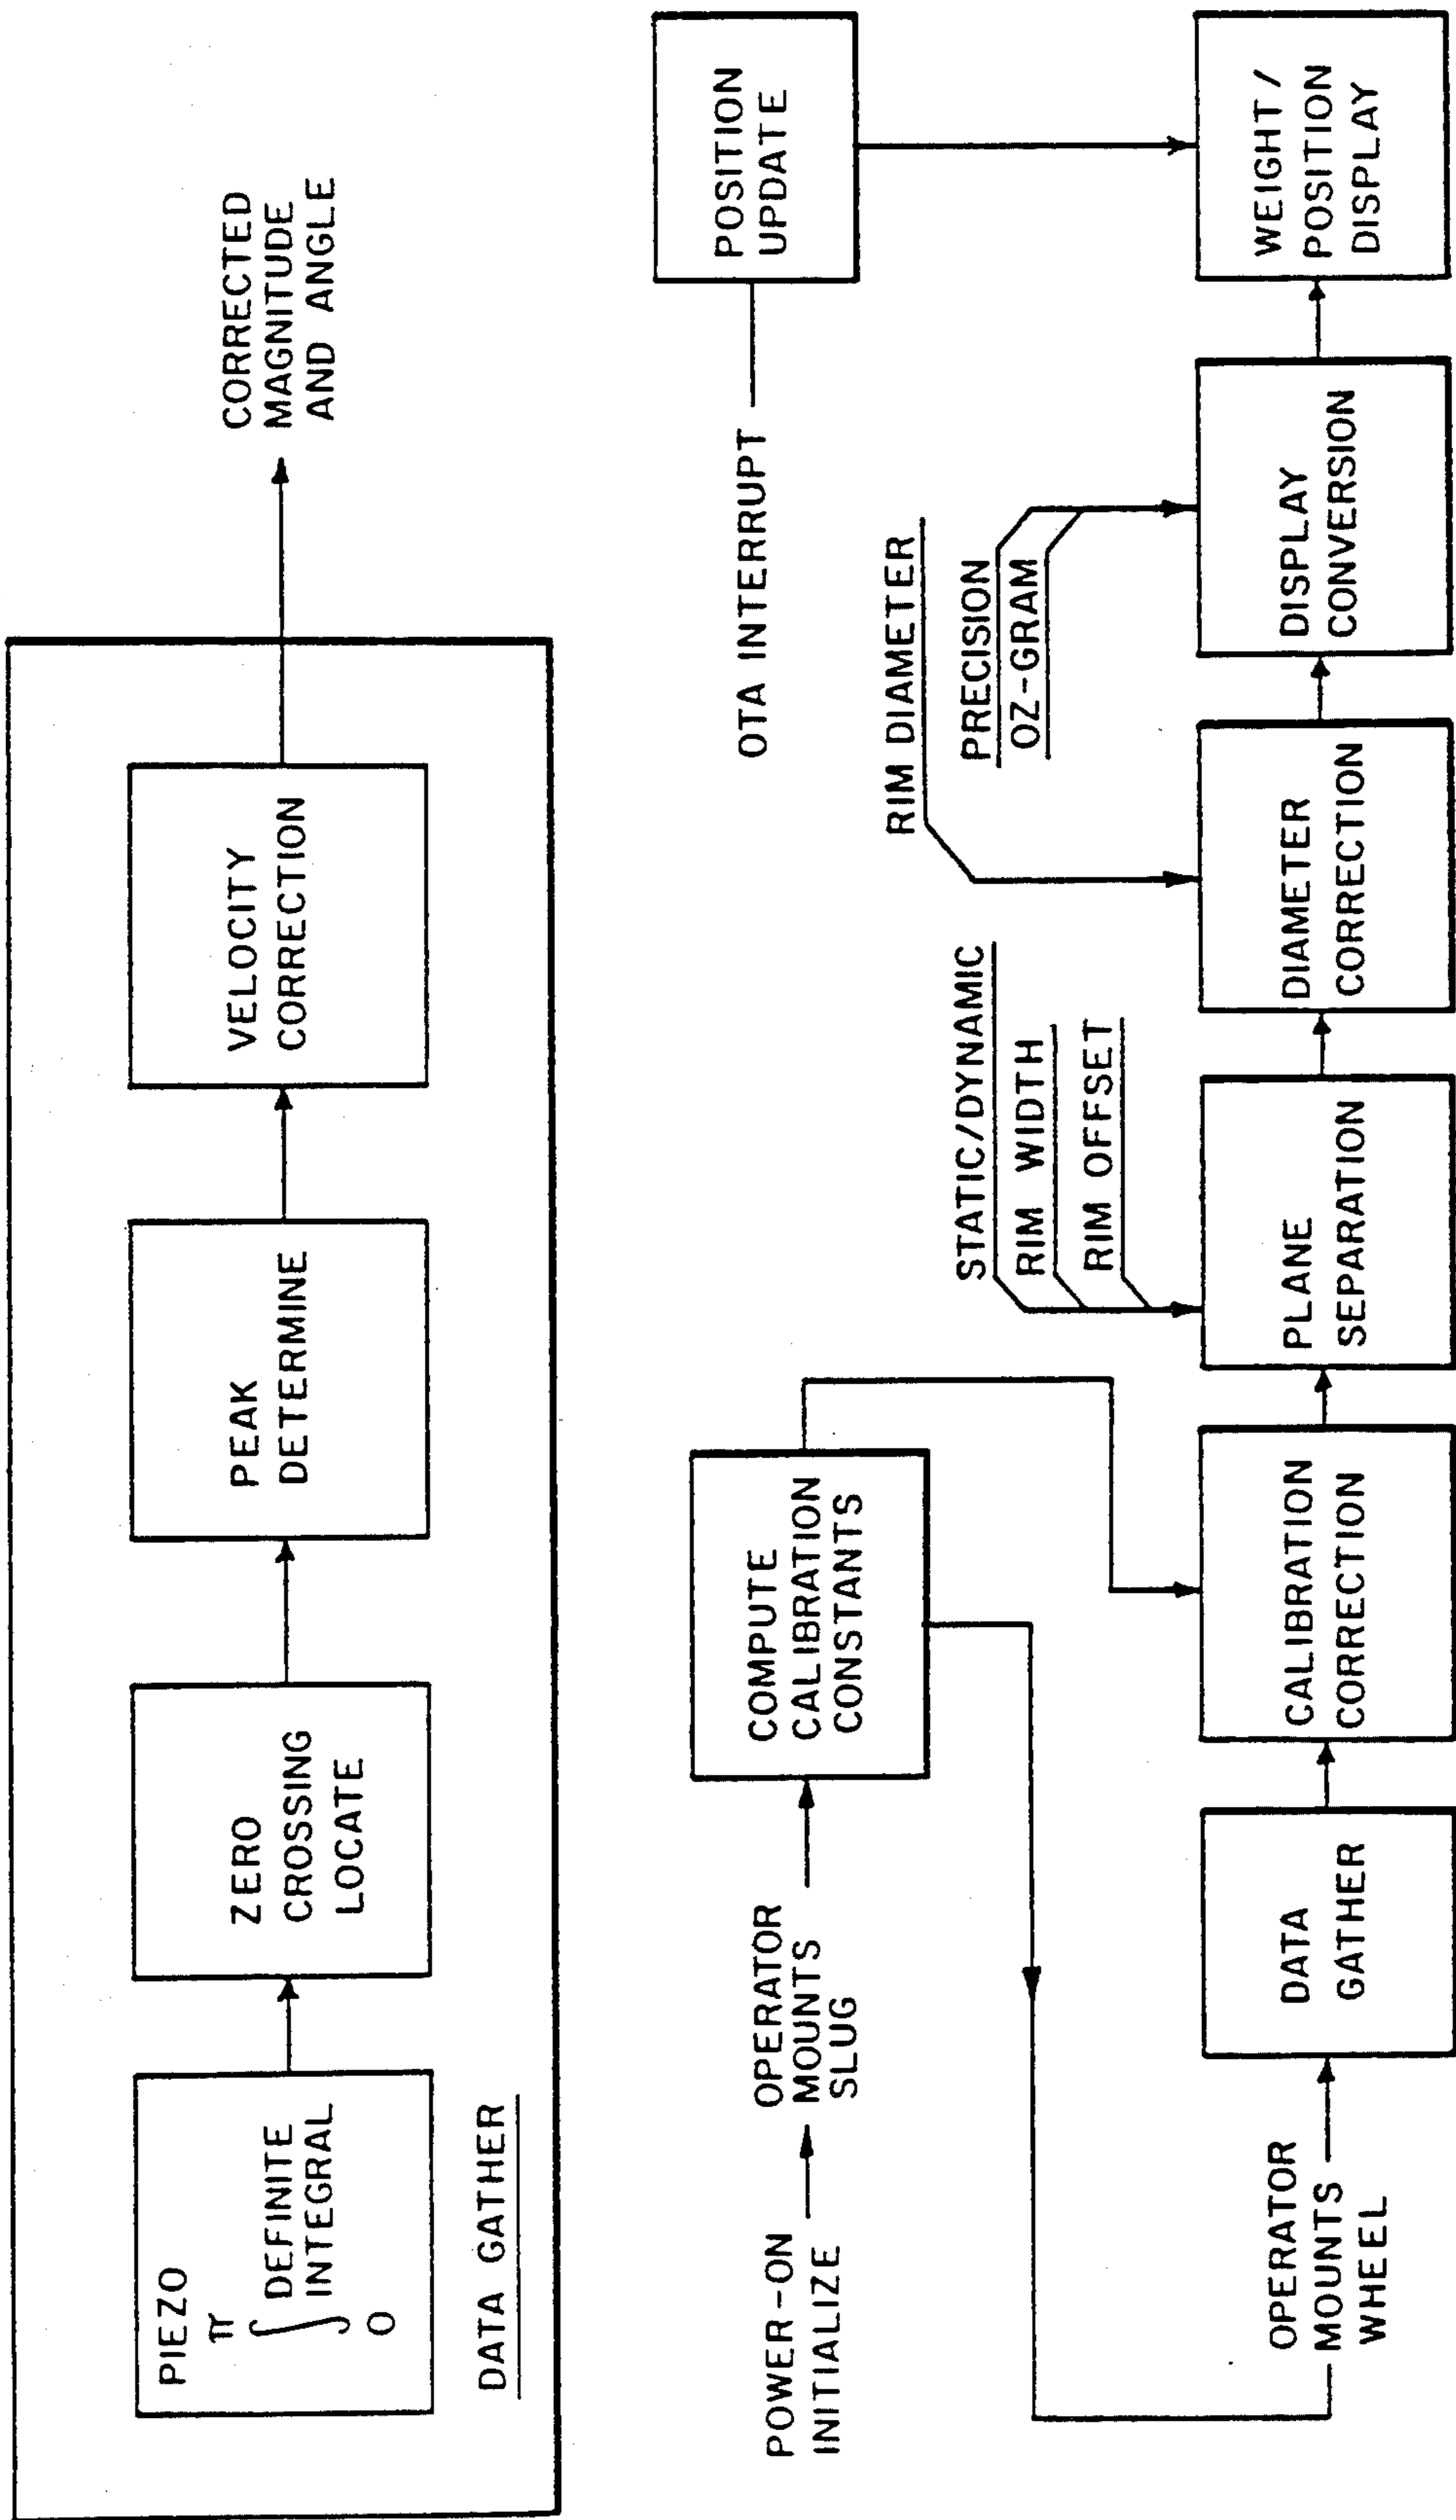 PIEZO
π
∫ DEFINITE
INTEGRAL
0
ZERO
CROSSING
LOCATE
PEAK
DETERMINE
VELOCITY
CORRECTION
CORRECTED
MAGNITUDE
AND ANGLE
DATA GATHER
POWER-ON
INITIALIZE
OPERATOR
MOUNTS
SLUG
COMPUTE
CALIBRATION
CONSTANTS
OTA INTERRUPT
POSITION
UPDATE
STATIC/DYNAMIC
RIM WIDTH
RIM OFFSET
RIM DIAMETER
PRECISION
OZ-GRAM
OPERATOR
MOUNTS
WHEEL
DATA
GATHER
CALIBRATION
CORRECTION
PLANE
SEPARATION
DIAMETER
CORRECTION
DISPLAY
CONVERSION
WEIGHT/
POSITION
DISPLAY